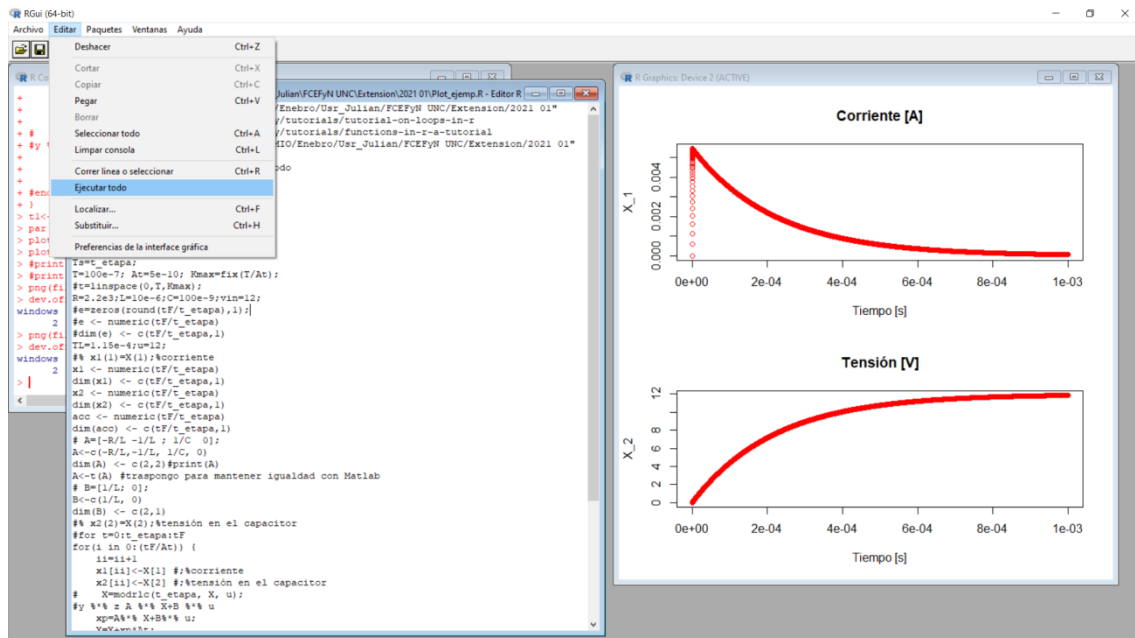 RGui (64-bit)
Archivo Editar Paquetes Ventanas Ayuda
Deshacer Ctrl+Z
Cortar Ctrl+X
Copiar Ctrl+C
Pegar Ctrl+V
Borrar
Seleccionar todo Ctrl+A
Limpar consola Ctrl+L
Correr linea o seleccionar Ctrl+R
Ejecutar todo
Localizar... Ctrl+F
Substituir... Ctrl+H
Preferencias de la interface gráfica
R Co
+
+
+ #
+ #y
+
+
+
+ #end
+ }
> t1<-
> par
> plot
> plot
> #print
> #print
> png(fi
> dev.of
windows
2
> png(fi
> dev.of
windows
2
>
Julian\FCEFyN UNC\Extension\2021 01\Plot_ejemp.R - Editor R
/Enebro/Usr_Julian/FCEFyN UNC/Extension/2021 01"
y/tutorials/tutorial-on-loops-in-r
y/tutorials/functions-in-r-a-tutorial
MIO/Enebro/Usr_Julian/FCEFyN UNC/Extension/2021 01"
odo
Ts=t_etapa;
T=100e-7; At=5e-10; Kmax=fix(T/At);
#t=linspace(0,T,Kmax);
R=2.2e3;L=10e-6;C=100e-9;vin=12;
#e=zeros(round(tF/t_etapa),1);
#e <- numeric(tF/t_etapa)
#dim(e) <- c(tF/t_etapa,1)
TL=1.15e-4;u=12;
#% x1(1)=X(1);%corriente
x1 <- numeric(tF/t_etapa)
dim(x1) <- c(tF/t_etapa,1)
x2 <- numeric(tF/t_etapa)
dim(x2) <- c(tF/t_etapa,1)
acc <- numeric(tF/t_etapa)
dim(acc) <- c(tF/t_etapa,1)
# A=[-R/L -1/L ; 1/C 0];
A<-c(-R/L,-1/L, 1/C, 0)
dim(A) <- c(2,2)#print(A)
A<-t(A) #traspongo para mantener igualdad con Matlab
# B=[1/L; 0];
B<-c(1/L, 0)
dim(B) <- c(2,1)
#% x2(2)=X(2);%tensión en el capacitor
#for t=0:t_etapa:tF
for(i in 0:(tF/At)) {
ii=ii+1
x1[ii]<-X[1] #;%corriente
x2[ii]<-X[2] #;%tensión en el capacitor
# X=modrlc(t_etapa, X, u);
#y %*% z A %*% X+B %*% u
xp=A%*% X+B%*% u;
X=X+xp*At;
R Graphics: Device 2 (ACTIVE)
Corriente [A]
X_1
0.000 0.002 0.004
0e+00 2e-04 4e-04 6e-04 8e-04 1e-03
Tiempo [s]
Tensión [V]
X_2
0 2 4 6 8 12
0e+00 2e-04 4e-04 6e-04 8e-04 1e-03
Tiempo [s]